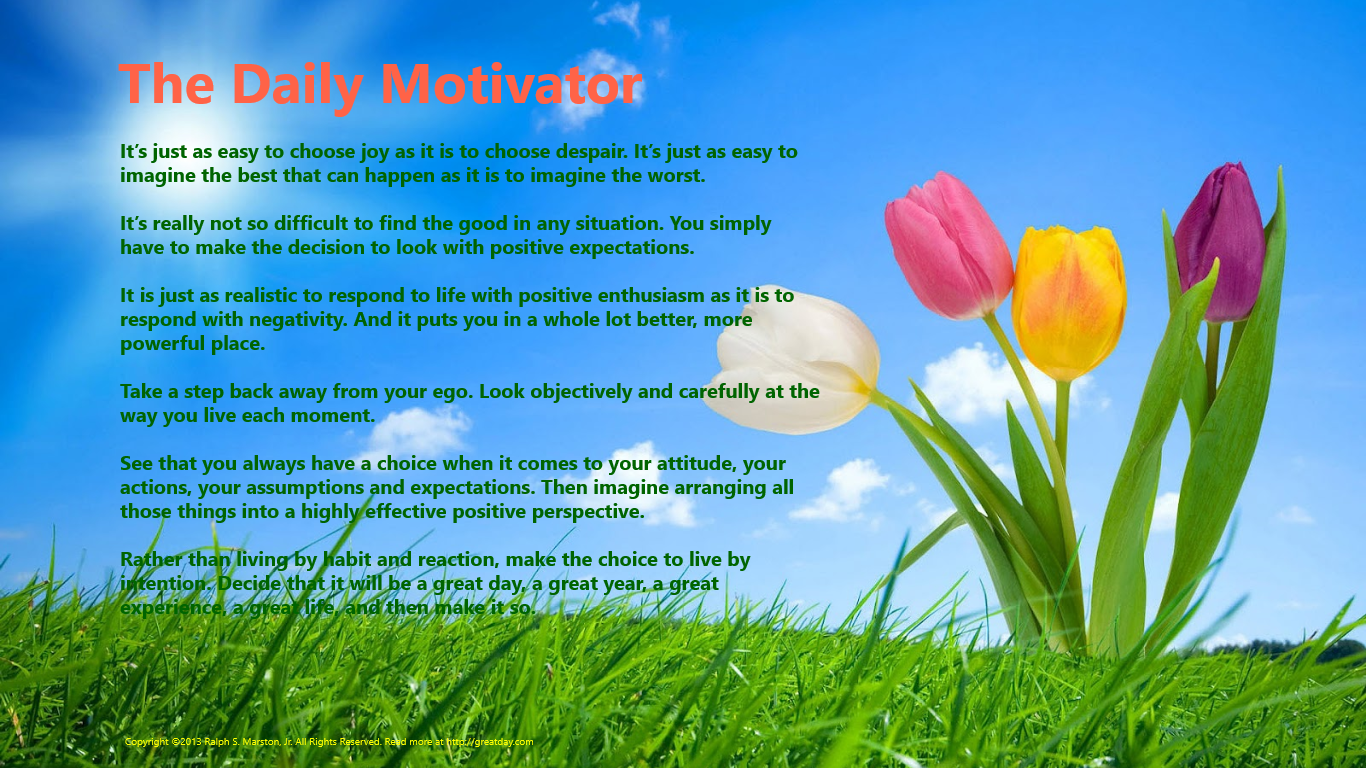 The Daily Motivator
It’s just as easy to choose joy as it is to choose despair. It’s just as easy to
imagine the best that can happen as it is to imagine the worst.
It’s really not so difficult to find the good in any situation. You simply
have to make the decision to look with positive expectations.
It is just as realistic to respond to life with positive enthusiasm as it is to
respond with negativity. And it puts you in a whole lot better, more
powerful place.
Take a step back away from your ego. Look objectively and carefully at the
way you live each moment.
See that you always have a choice when it comes to your attitude, your
actions, your assumptions and expectations. Then imagine arranging all
those things into a highly effective positive perspective.
Rather than living by habit and reaction, make the choice to live by
intention. Decide that it will be a great day, a great year, a great
experience, a great life, and then make it so.
Copyright ©2013 Ralph S. Marston, Jr. All Rights Reserved. Read more at http://greatday.com